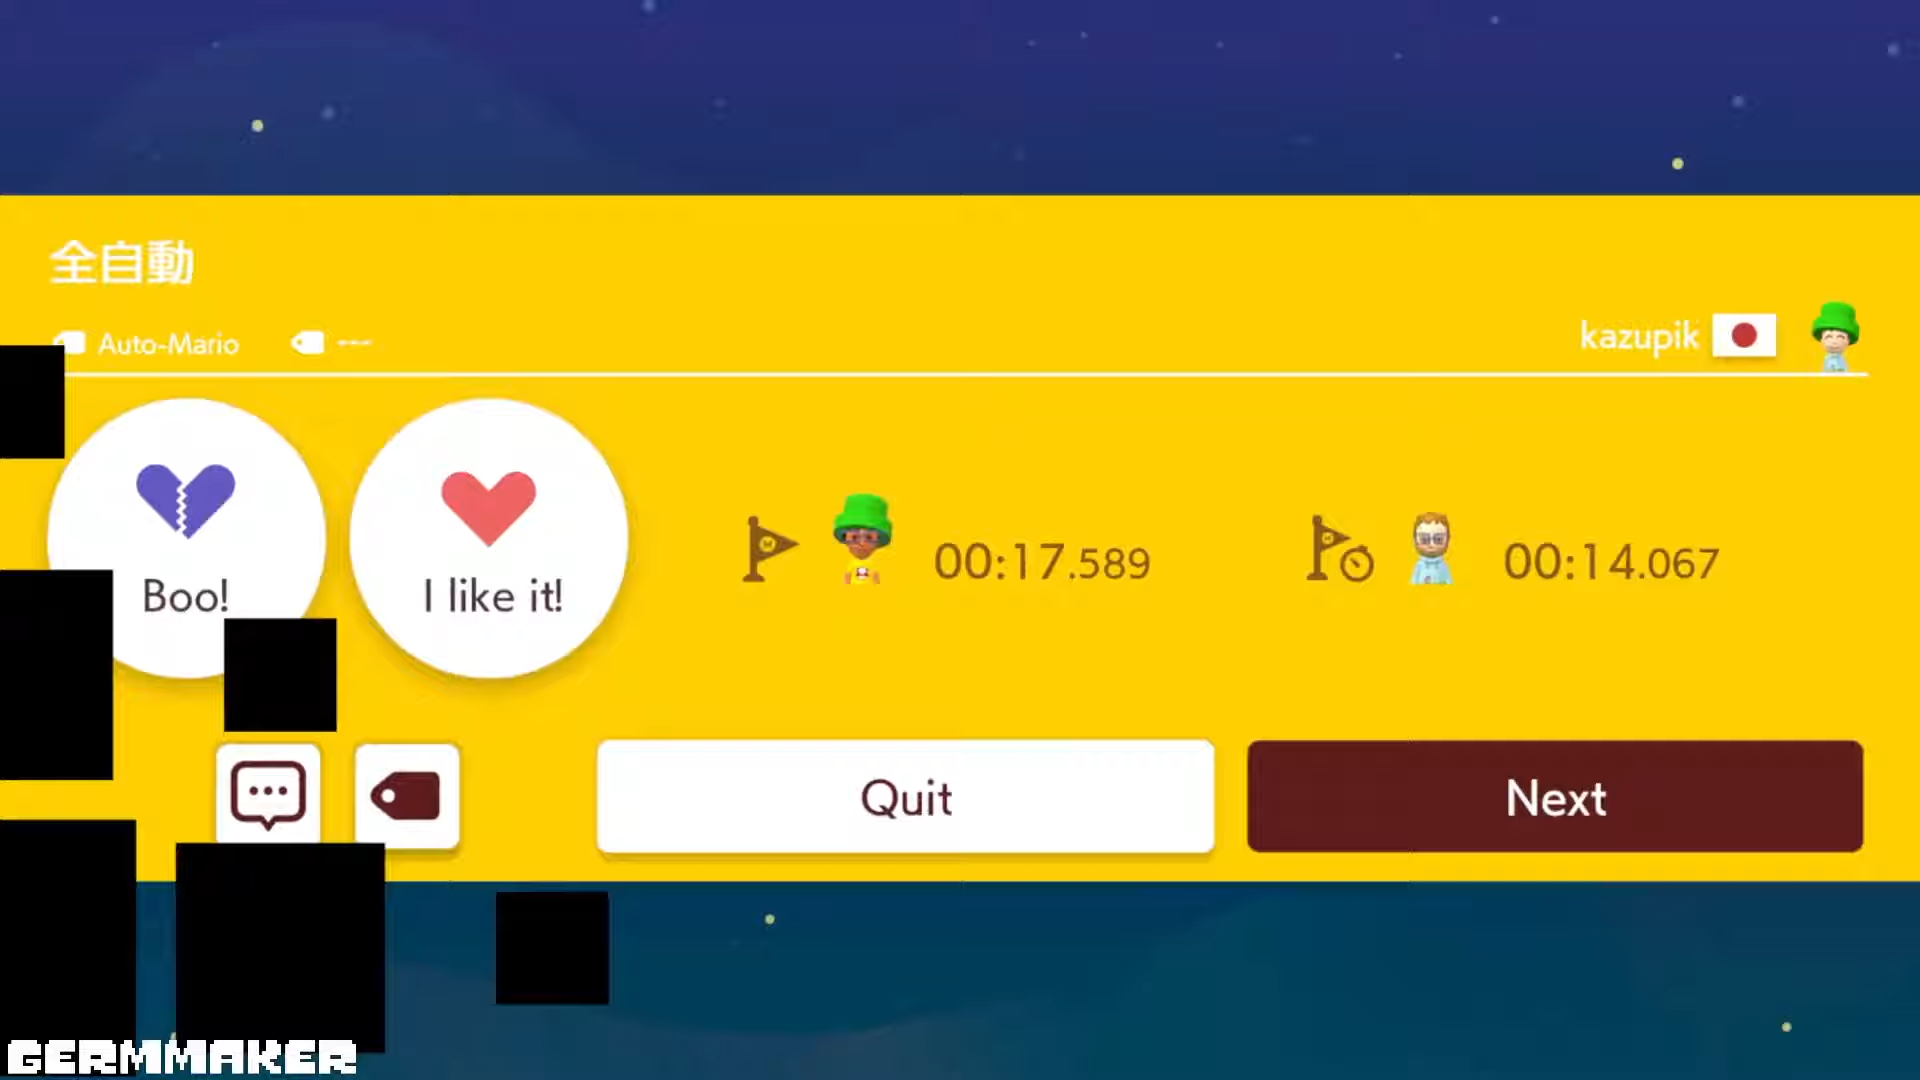 全自動
Auto-Mario ---
kazupik
Boo!
I like it!
00:17.589
00:14.067
Quit
Next
GERMMAKER